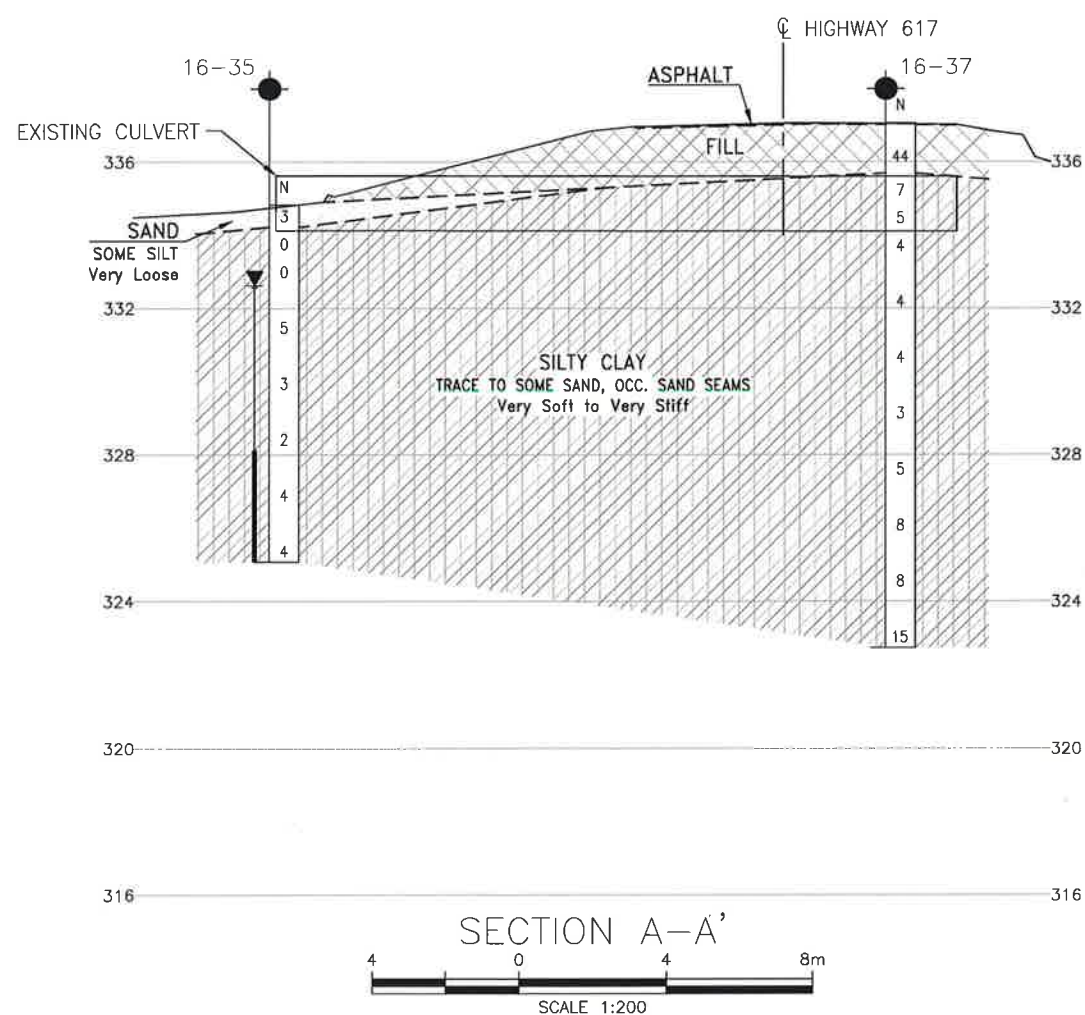 ℄ HIGHWAY 617
16-35
16-37
ASPHALT
N
EXISTING CULVERT
FILL
336
44
336
N
7
3
5
SAND
SOME SILT
Very Loose
0
4
0
332
4
332
5
SILTY CLAY
TRACE TO SOME SAND, OCC. SAND SEAMS
Very Soft to Very Stiff
4
3
3
2
328
5
328
4
8
4
8
324
324
15
320
320
316
316
SECTION A-A'
4 0 4 8m
SCALE 1:200